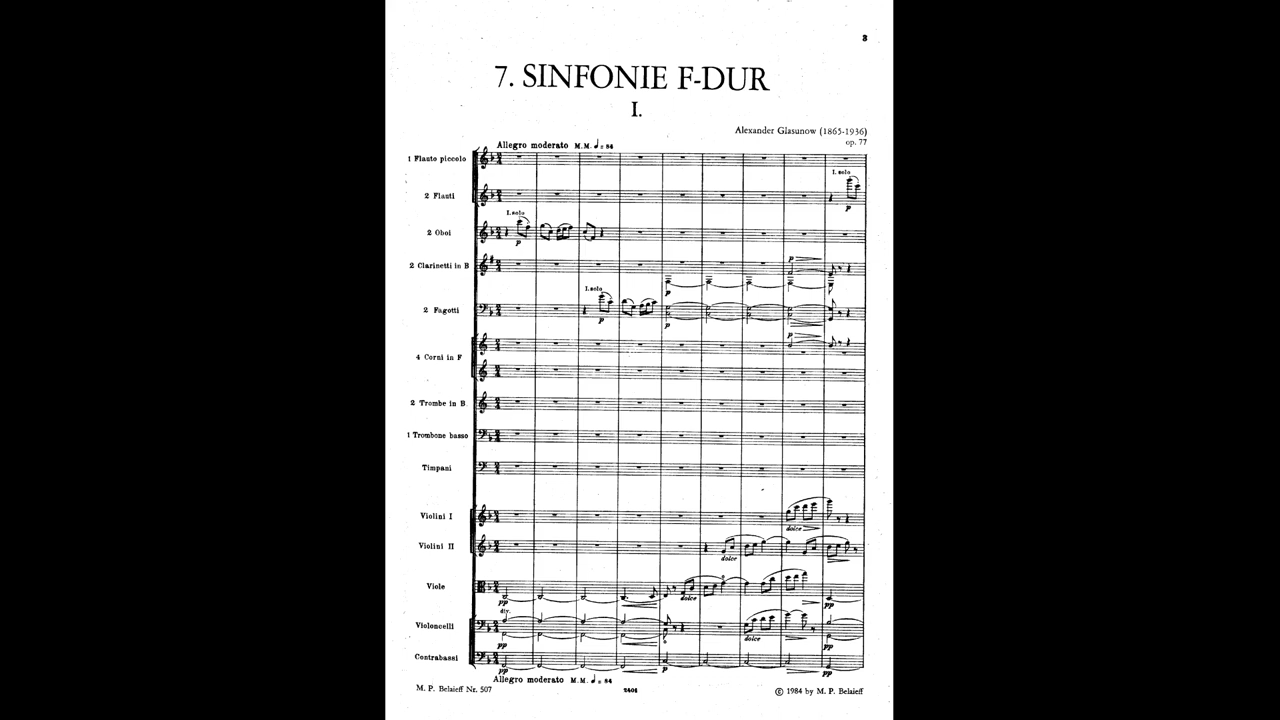 3
7. SINFONIE F-DUR
I.
Alexander Glasunow (1865-1936)
op. 77
Allegro moderato M.M. 𝅗𝅥 = 84
1 Flauto piccolo
I. solo
2 Flauti
p
I. solo
2 Oboi
p
p
2 Clarinetti in B
p
I. solo
2 Fagotti
p
p
p
4 Corni in F
2 Trombe in B
1 Trombone basso
Timpani
Violini I
dolce
Violini II
dolce
Viole
pp
dolce
pp
div.
Violoncelli
pp
dolce
pp
Contrabassi
pp
p
pp
Allegro moderato M.M. 𝅗𝅥 = 84
M. P. Belaieff Nr. 507
2401
© 1984 by M. P. Belaieff